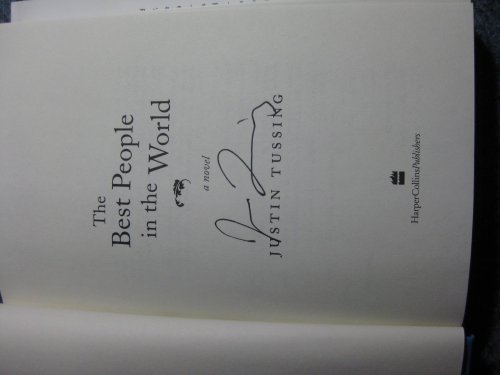 The
Best People
in the World
a novel
JUSTIN TUSSING
HarperCollinsPublishers